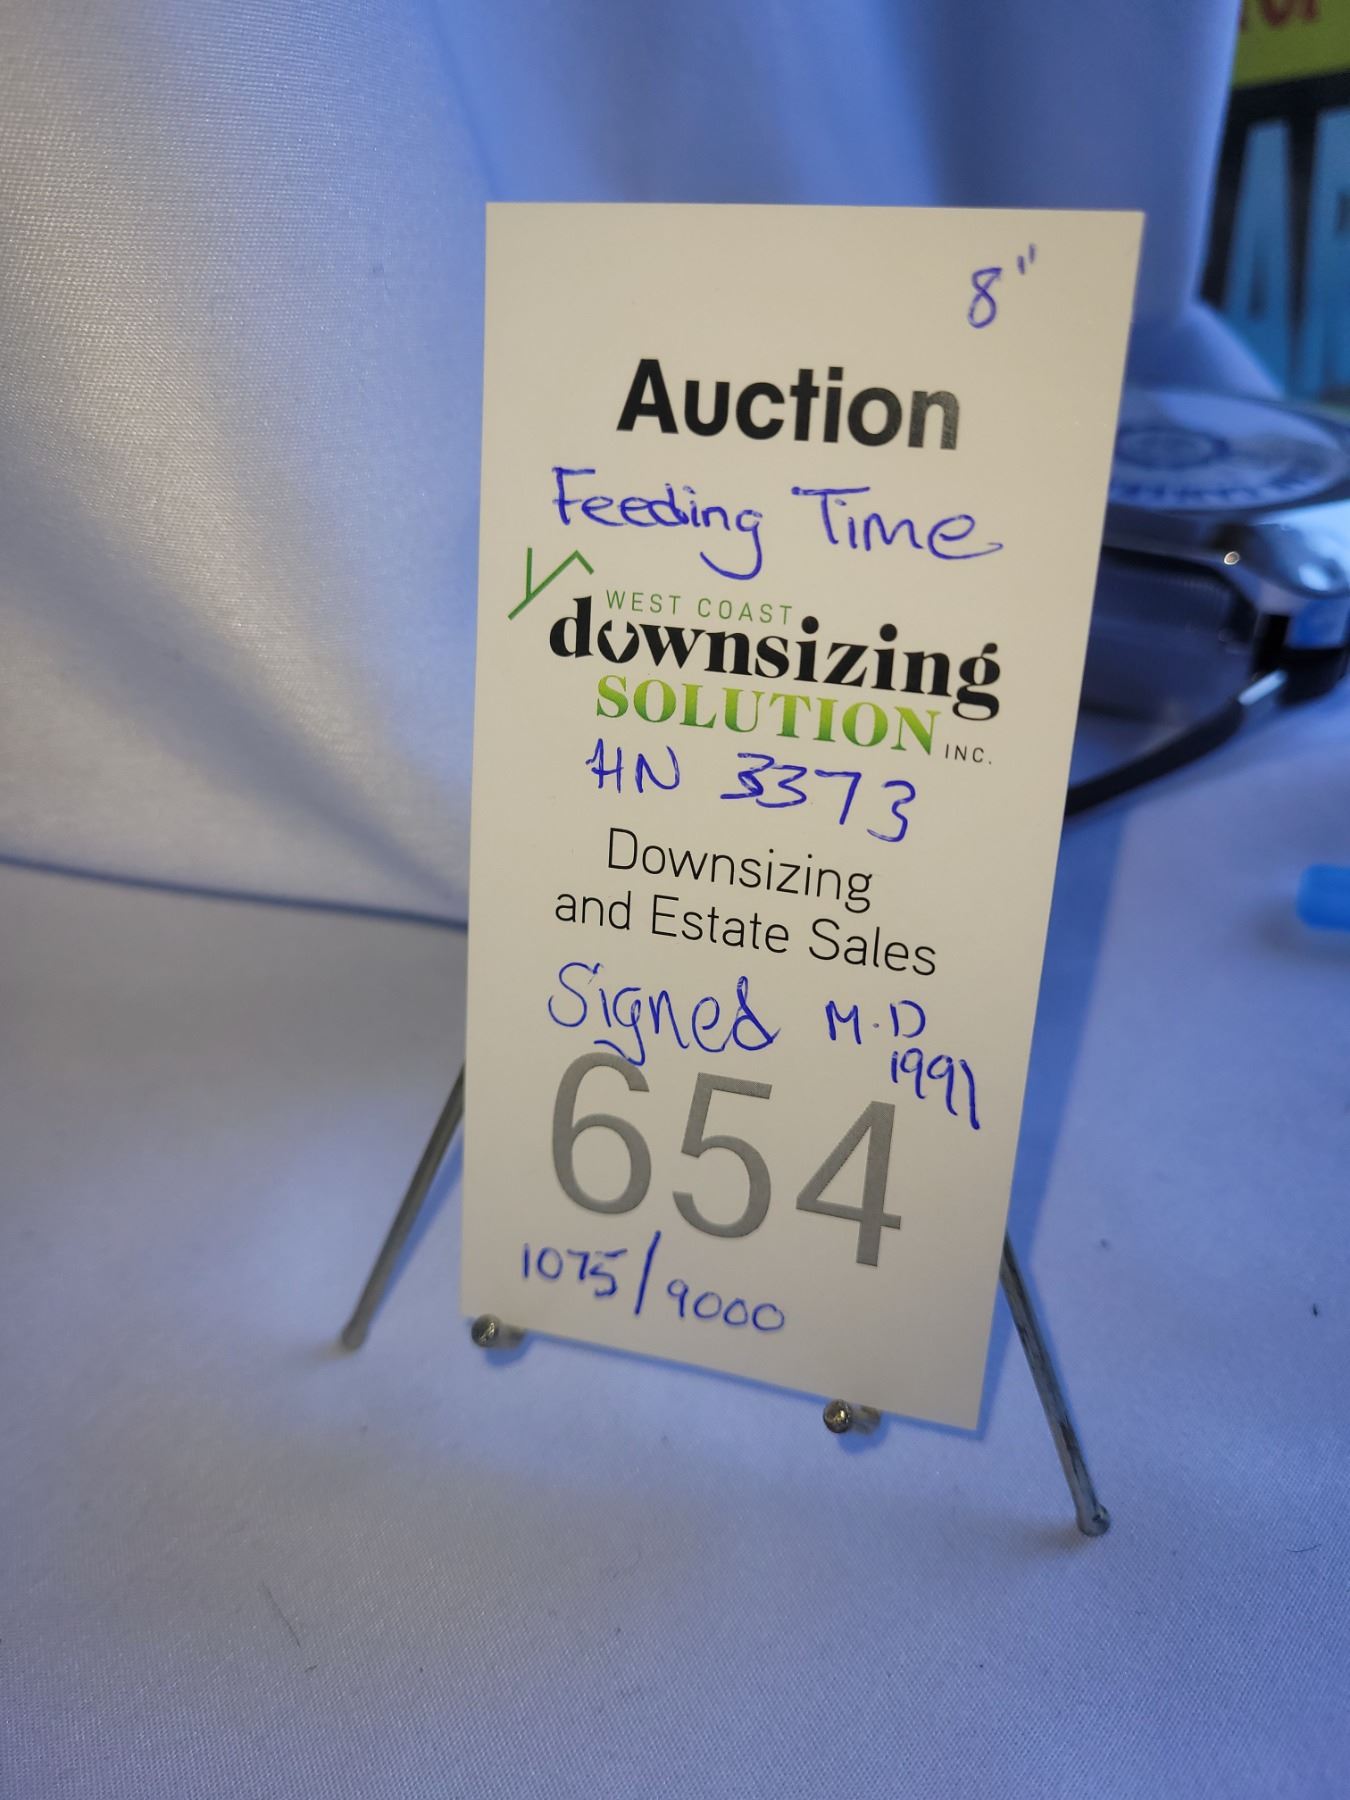 8"
Auction
Feeding Time
WEST COAST
downsizing
SOLUTION INC.
HN 3373
Downsizing
and Estate Sales
Signed M.D
1991
654
1075/9000